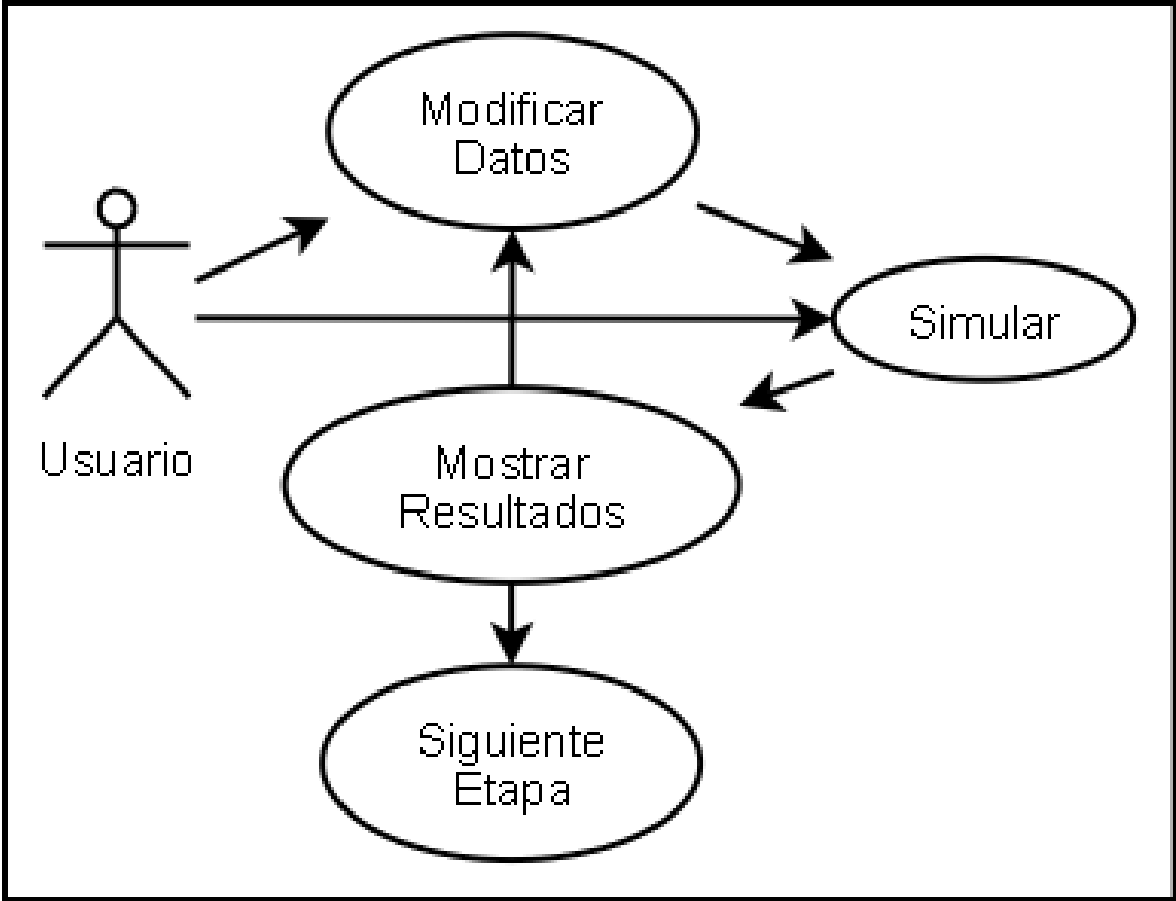 Modificar
Datos
Simular
Usuario
Mostrar
Resultados
Siguiente
Etapa